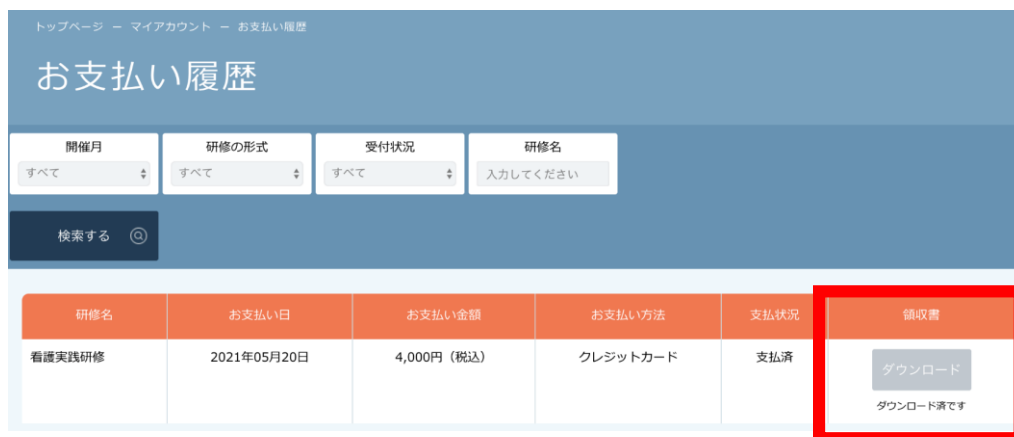 トップページ － マイアカウント － お支払い履歴
お支払い履歴
開催月 研修の形式 受付状況 研修名
すべて すべて すべて 入力してください
検索する
研修名 お支払い日 お支払い金額 お支払い方法 支払状況 領収書
看護実践研修 2021年05月20日 4,000円（税込） クレジットカード 支払済 ダウンロード
ダウンロード済です